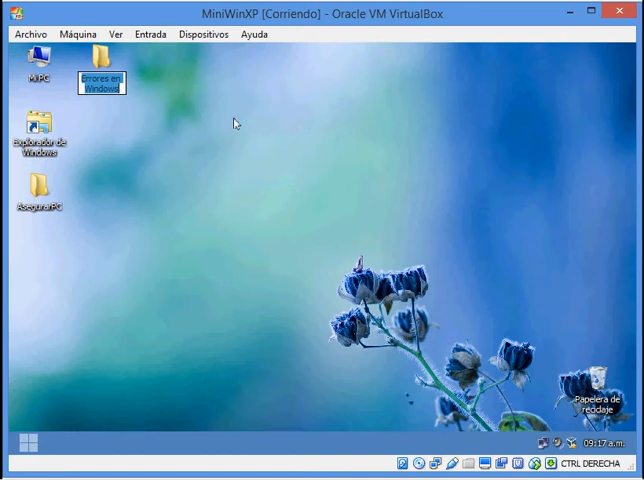 MiniWinXP [Corriendo] - Oracle VM VirtualBox
Archivo Máquina Ver Entrada Dispositivos Ayuda
Mi PC
Errores en
Windows
Explorador de
Windows
AsegurarPC
Papelera de
reciclaje
09:17 a.m.
CTRL DERECHA